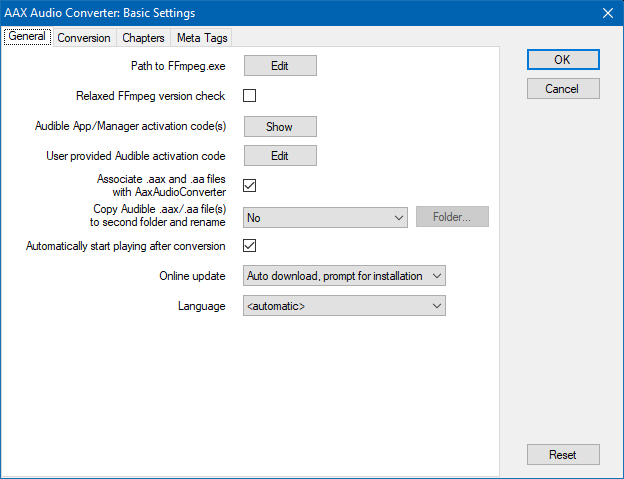 AAX Audio Converter: Basic Settings
General Conversion Chapters Meta Tags
Path to FFmpeg.exe Edit
OK
Relaxed FFmpeg version check
Cancel
Audible App/Manager activation code(s) Show
User provided Audible activation code Edit
Associate .aax and .aa files
with AaxAudioConverter
Copy Audible .aax/.aa file(s)
to second folder and rename
No
Folder...
Automatically start playing after conversion
Online update Auto download, prompt for installation
Language <automatic>
Reset